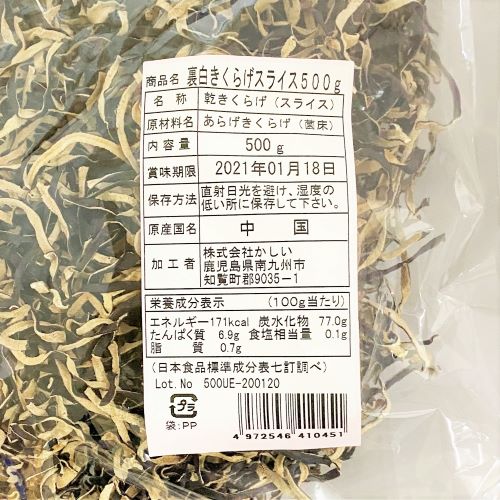 商品名 裏白きくらげスライス500g
名称 乾きくらげ（スライス）
原材料名 あらげきくらげ（菌床）
内容量 500g
賞味期限 2021年01月18日
保存方法 直射日光を避け、湿度の
低い所に保存して下さい。
原産国名 中国
加工者 株式会社かしい
鹿児島県南九州市
知覧町郡9035-1
栄養成分表示 （100g当たり）
エネルギー171kcal 炭水化物 77.0g
たんぱく質 6.9g 食塩相当量 0.1g
脂質 0.7g
（日本食品標準成分表七訂調べ）
Lot.No 500UE-200120
プラ
袋:PP
4 972546 410451